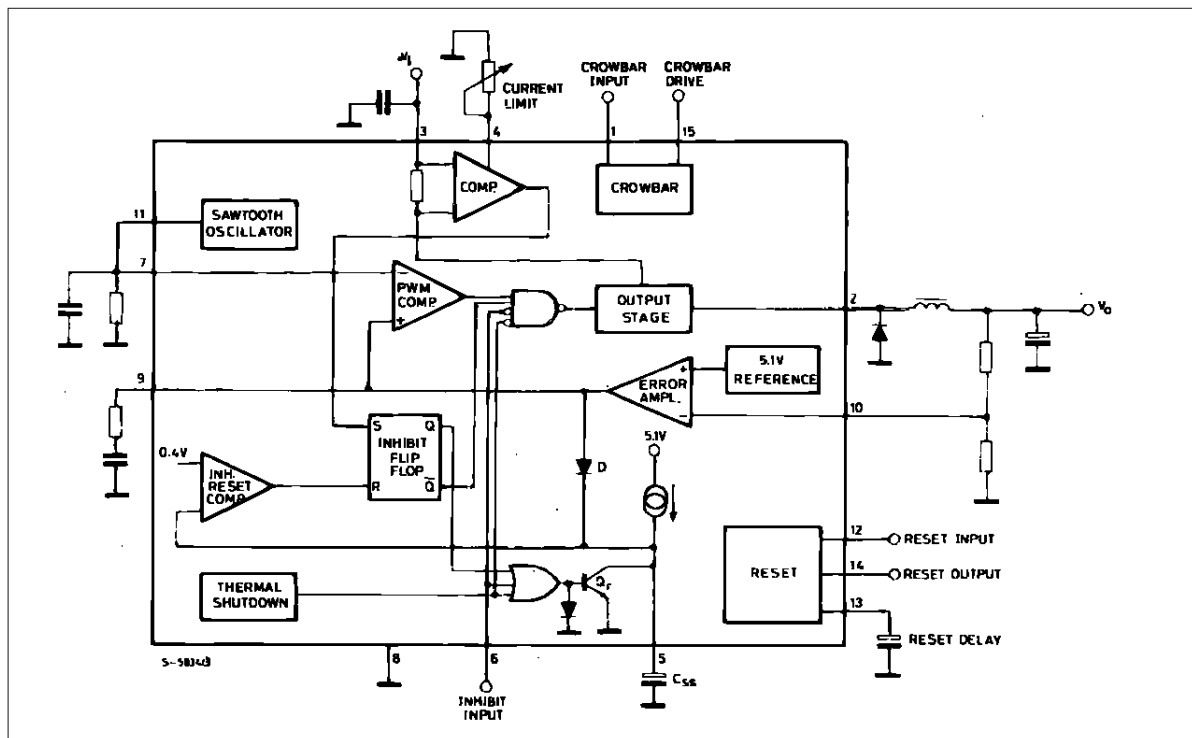 Vi
CURRENT
LIMIT
CROWBAR
INPUT
CROWBAR
DRIVE
3
4
1
15
COMP.
CROWBAR
11
SAWTOOTH
OSCILLATOR
7
−
PWM
COMP.
+
OUTPUT
STAGE
2
Vo
9
ERROR
AMPL.
+
−
5.1V
REFERENCE
10
S
Q
INHIBIT
FLIP
FLOP
R
Q̅
0.4V
INH.
RESET
COMP.
D
5.1V
12
RESET INPUT
RESET
14
RESET OUTPUT
13
RESET DELAY
THERMAL
SHUTDOWN
Qr
8
6
5
Css
INHIBIT
INPUT